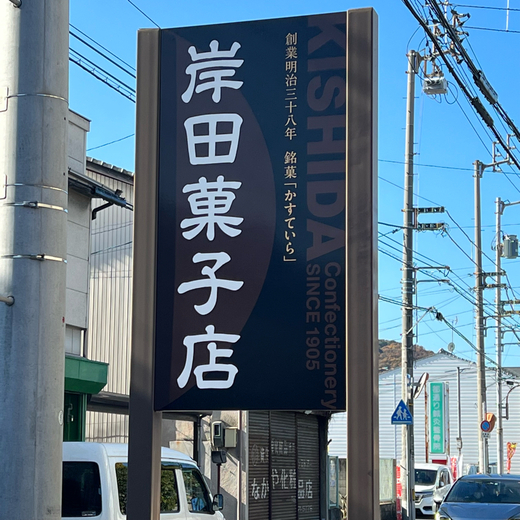 岸田菓子店
創業明治三十八年 銘菓「かすていら」
KISHIDA
Confectionery
SINCE 1905